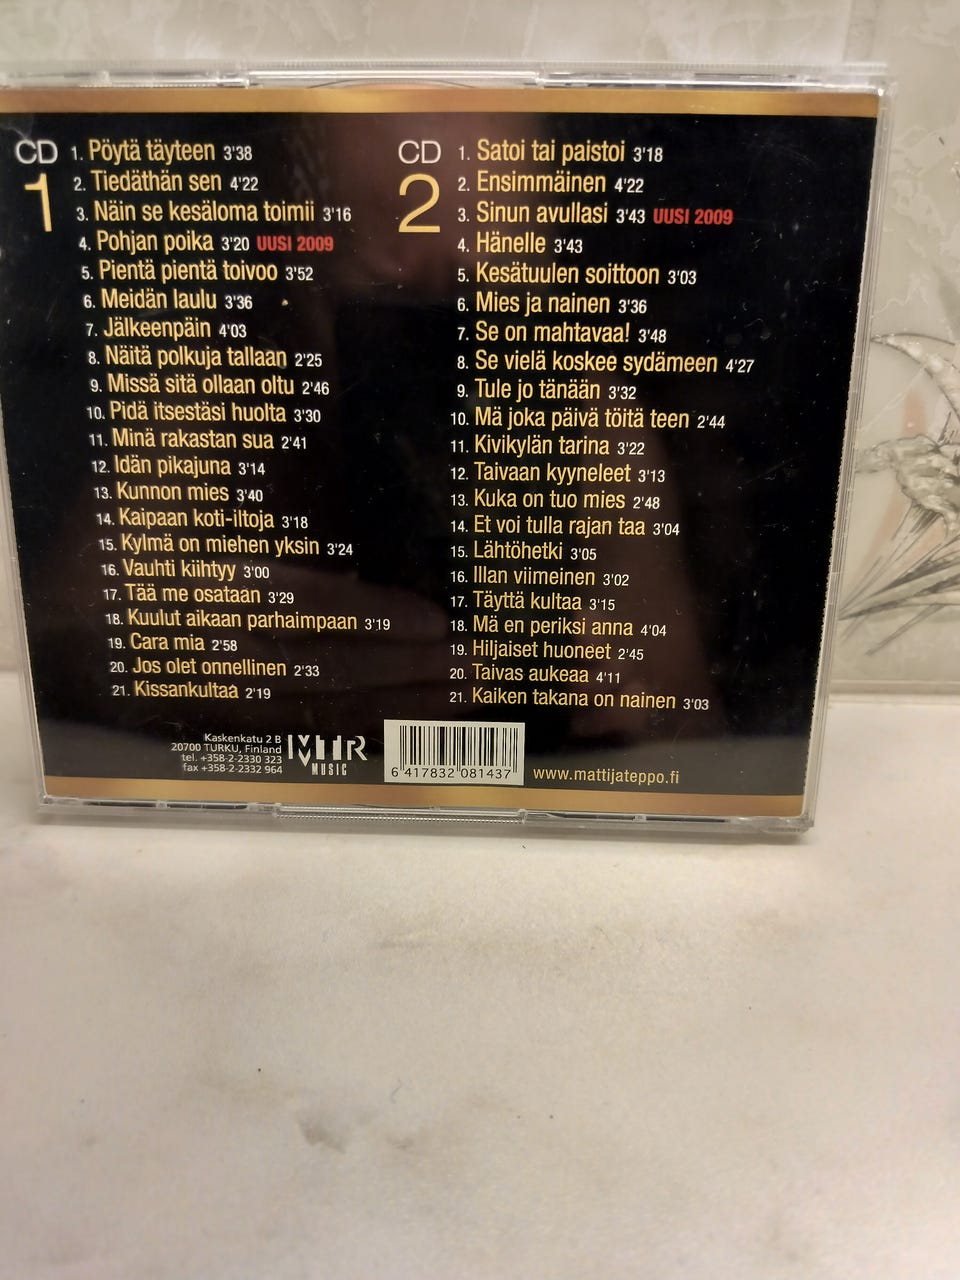 CD 1
1. Pöytä täyteen 3'38
2. Tiedäthän sen 4'22
3. Näin se kesäloma toimii 3'16
4. Pohjan poika 3'20 UUSI 2009
5. Pientä pientä toivoo 3'52
6. Meidän laulu 3'36
7. Jälkeenpäin 4'03
8. Näitä polkuja tallaan 2'25
9. Missä sitä ollaan oltu 2'46
10. Pidä itsestäsi huolta 3'30
11. Minä rakastan sua 2'41
12. Idän pikajuna 3'14
13. Kunnon mies 3'40
14. Kaipaan koti-iltoja 3'18
15. Kylmä on miehen yksin 3'24
16. Vauhti kiihtyy 3'00
17. Tää me osataan 3'29
18. Kuulut aikaan parhaimpaan 3'19
19. Cara mia 2'58
20. Jos olet onnellinen 2'33
21. Kissankultaa 2'19
CD 2
1. Satoi tai paistoi 3'18
2. Ensimmäinen 4'22
3. Sinun avullasi 3'43 UUSI 2009
4. Hänelle 3'43
5. Kesätuulen soittoon 3'03
6. Mies ja nainen 3'36
7. Se on mahtavaa! 3'48
8. Se vielä koskee sydämeen 4'27
9. Tule jo tänään 3'32
10. Mä joka päivä töitä teen 2'44
11. Kivikylän tarina 3'22
12. Taivaan kyyneleet 3'13
13. Kuka on tuo mies 2'48
14. Et voi tulla rajan taa 3'04
15. Lähtöhetki 3'05
16. Illan viimeinen 3'02
17. Täyttä kultaa 3'15
18. Mä en periksi anna 4'04
19. Hiljaiset huoneet 2'45
20. Taivas aukeaa 4'11
21. Kaiken takana on nainen 3'03
Kaskenkatu 2 B
20700 TURKU, Finland
tel. +358-2-2330 323
fax +358-2-2332 964
MTR
MUSIC
6 417832 081437
www.mattijateppo.fi